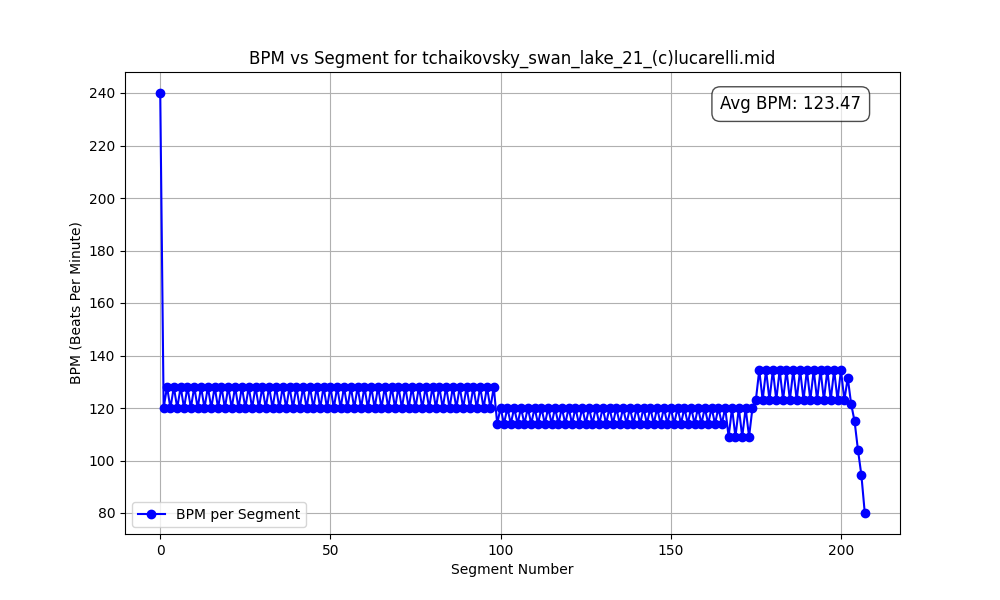 BPM vs Segment for tchaikovsky_swan_lake_21_(c)lucarelli.mid
Avg BPM: 123.47
240
220
200
180
160
140
120
100
80
BPM (Beats Per Minute)
BPM per Segment
0 50 100 150 200
Segment Number